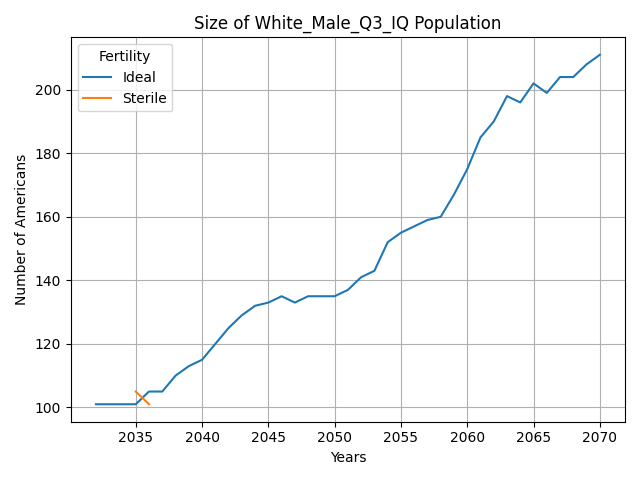 Size of White_Male_Q3_IQ Population
Fertility
Ideal
Sterile
Number of Americans
200
180
160
140
120
100
2035 2040 2045 2050 2055 2060 2065 2070
Years